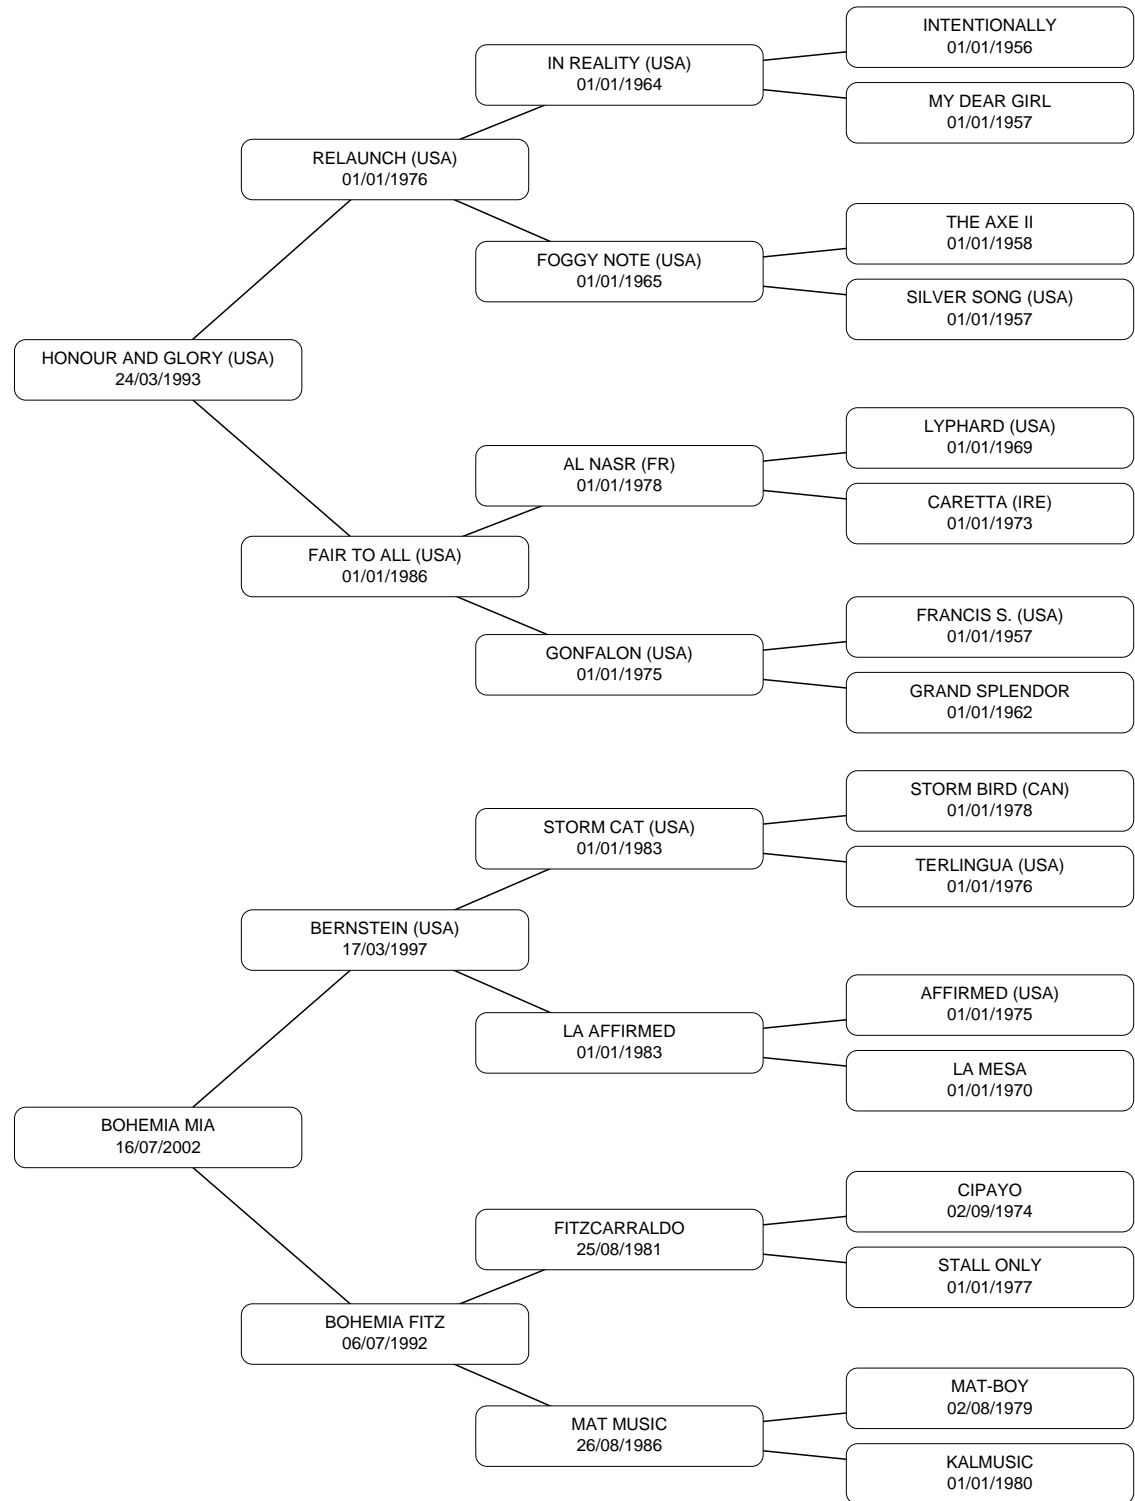 INTENTIONALLY
01/01/1956
IN REALITY (USA)
01/01/1964
MY DEAR GIRL
01/01/1957
RELAUNCH (USA)
01/01/1976
THE AXE II
01/01/1958
FOGGY NOTE (USA)
01/01/1965
SILVER SONG (USA)
01/01/1957
HONOUR AND GLORY (USA)
24/03/1993
LYPHARD (USA)
01/01/1969
AL NASR (FR)
01/01/1978
CARETTA (IRE)
01/01/1973
FAIR TO ALL (USA)
01/01/1986
FRANCIS S. (USA)
01/01/1957
GONFALON (USA)
01/01/1975
GRAND SPLENDOR
01/01/1962
STORM BIRD (CAN)
01/01/1978
STORM CAT (USA)
01/01/1983
TERLINGUA (USA)
01/01/1976
BERNSTEIN (USA)
17/03/1997
AFFIRMED (USA)
01/01/1975
LA AFFIRMED
01/01/1983
LA MESA
01/01/1970
BOHEMIA MIA
16/07/2002
CIPAYO
02/09/1974
FITZCARRALDO
25/08/1981
STALL ONLY
01/01/1977
BOHEMIA FITZ
06/07/1992
MAT-BOY
02/08/1979
MAT MUSIC
26/08/1986
KALMUSIC
01/01/1980